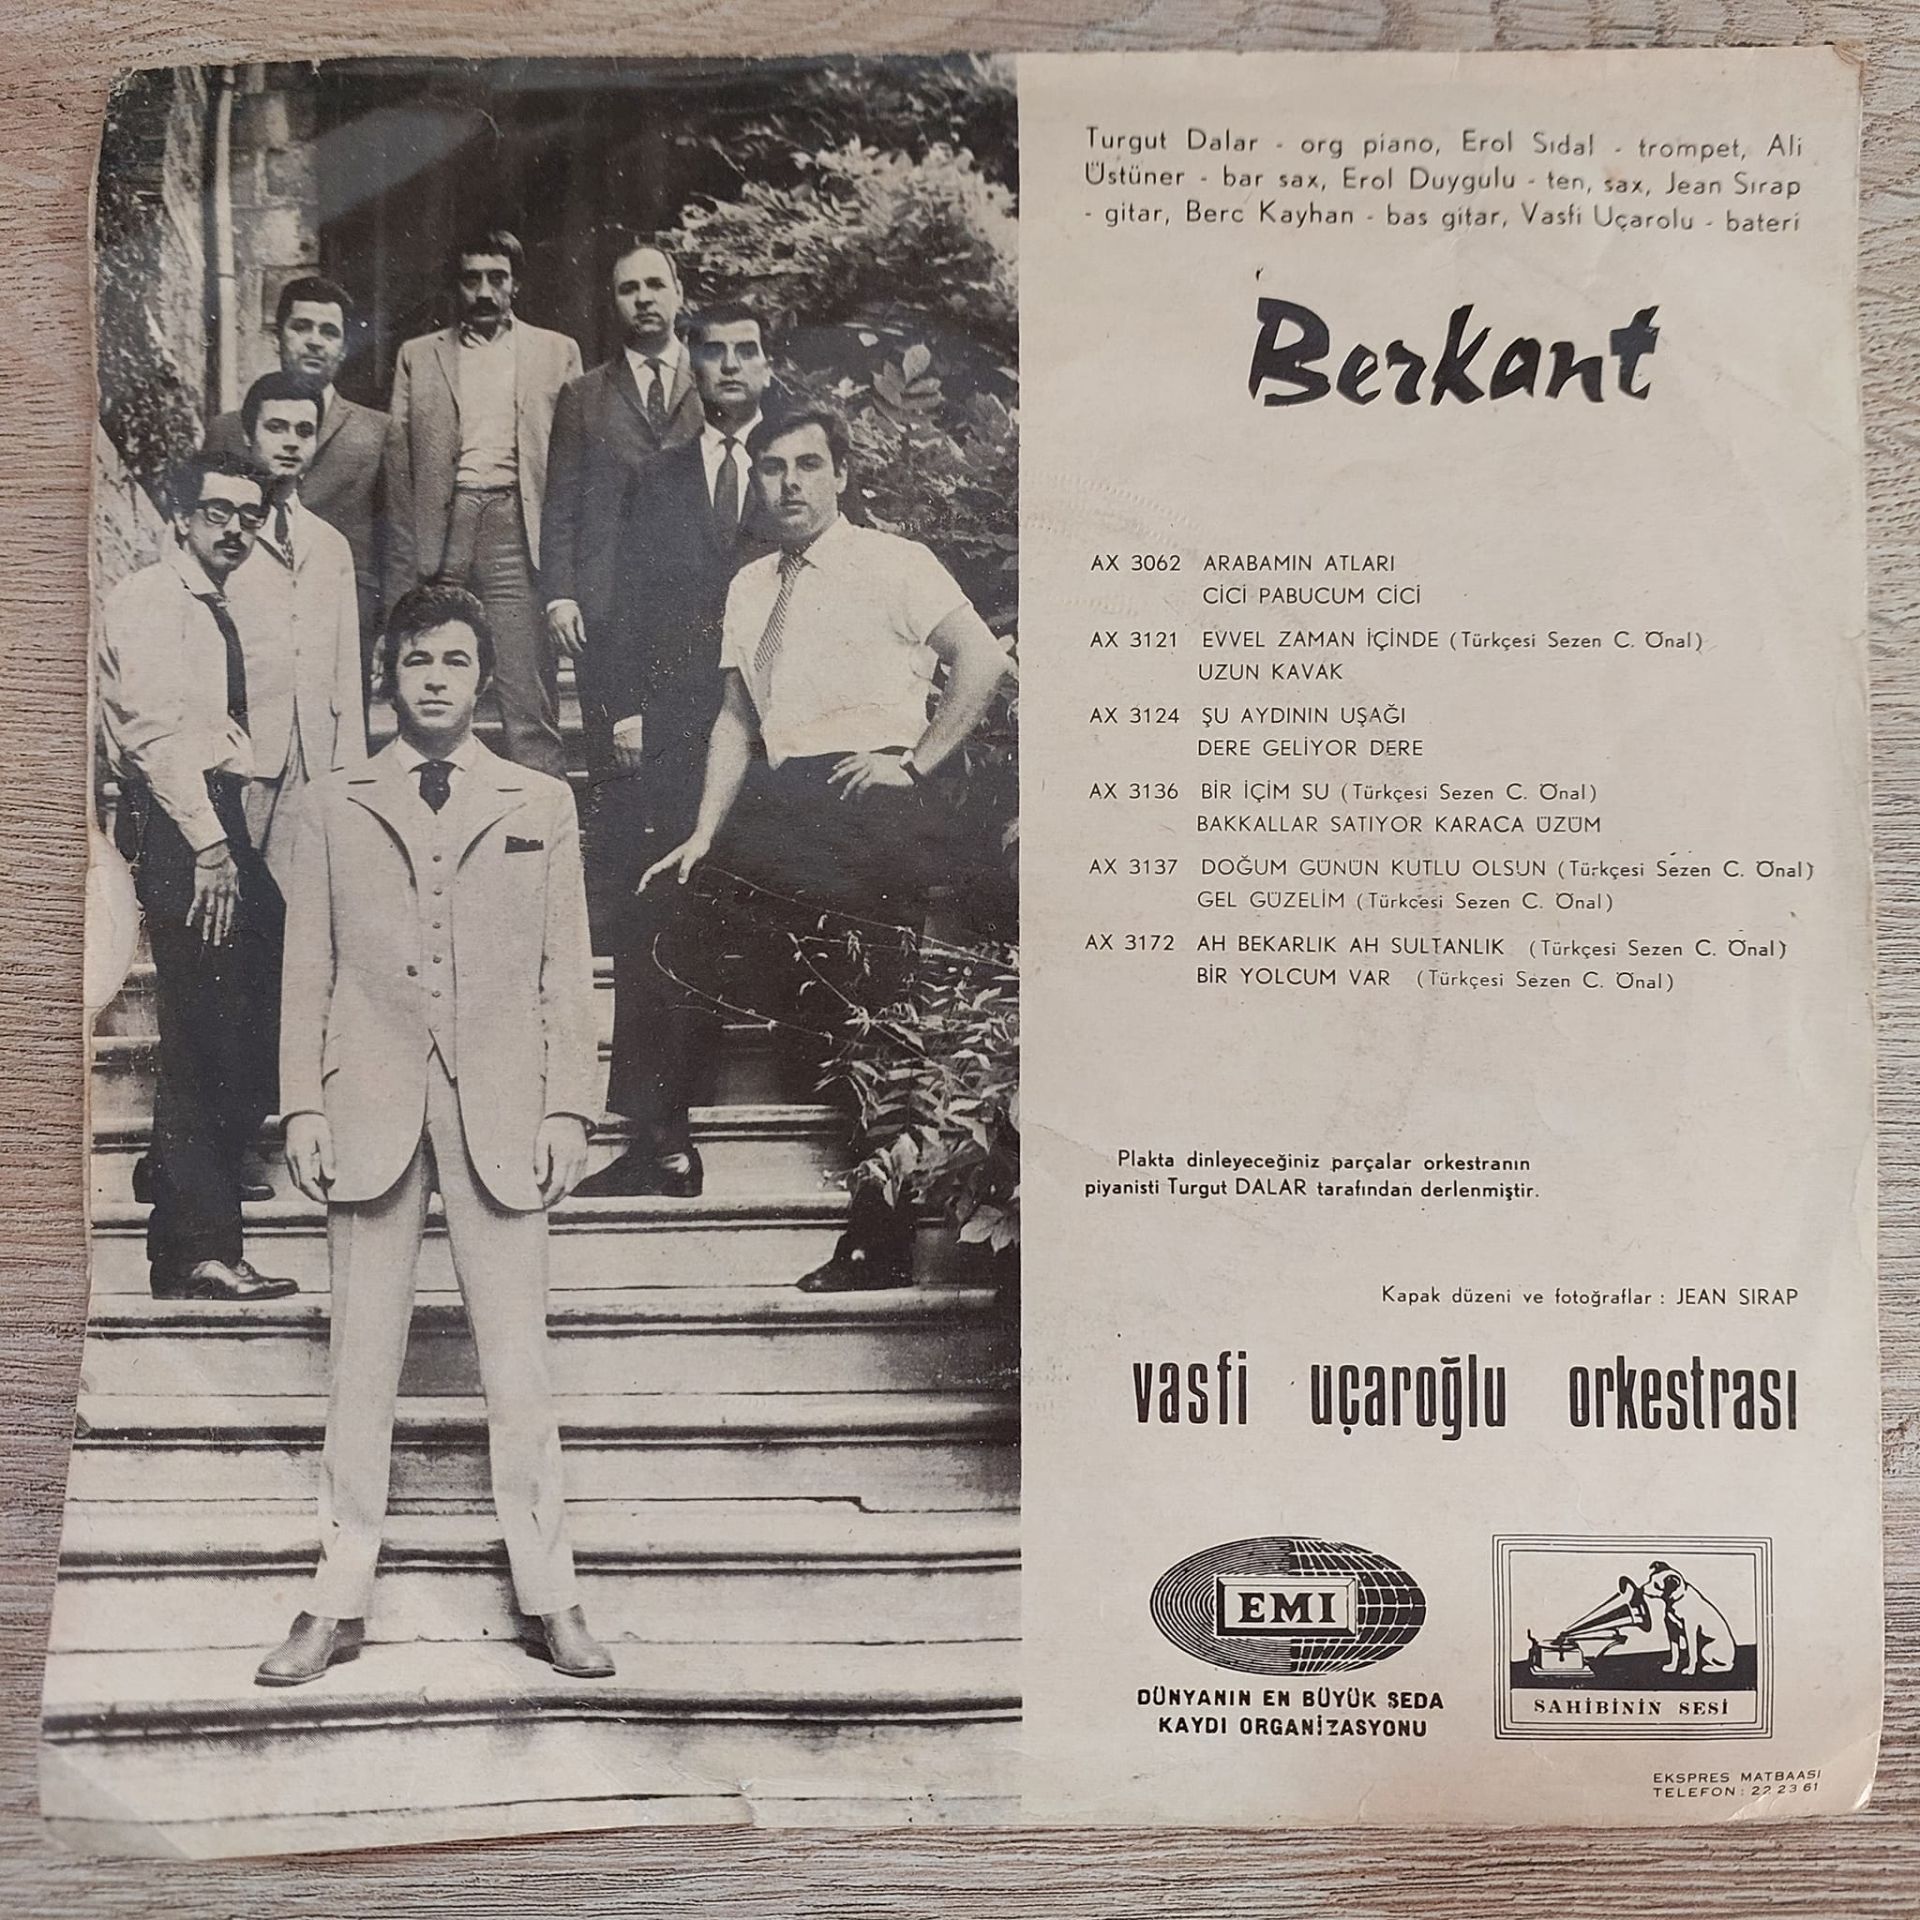 Turgut Dalar - org piano, Erol Sıdal - trompet, Ali
Üstüner - bar sax, Erol Duygulu - ten, sax, Jean Sırap
- gitar, Berc Kayhan - bas gitar, Vasfi Uçarolu - bateri
Berkant
AX 3062 ARABAMIN ATLARI
CİCİ PABUCUM CİCİ
AX 3121 EVVEL ZAMAN İÇİNDE (Türkçesi Sezen C. Önal)
UZUN KAVAK
AX 3124 ŞU AYDININ UŞAĞI
DERE GELİYOR DERE
AX 3136 BİR İÇİM SU (Türkçesi Sezen C. Önal)
BAKKALLAR SATIYOR KARACA ÜZÜM
AX 3137 DOĞUM GÜNÜN KUTLU OLSUN (Türkçesi Sezen C. Önal)
GEL GÜZELİM (Türkcesi Sezen C. Önal)
AX 3172 AH BEKARLIK AH SULTANLIK (Türkçesi Sezen C. Önal)
BİR YOLCUM VAR (Türkçesi Sezen C. Önal)
Plakta dinleyeceğiniz parçalar orkestranın
piyanisti Turgut DALAR tarafından derlenmiştir.
Kapak düzeni ve fotoğraflar : JEAN SIRAP
vasfi uçaroğlu orkestrası
EMI
DÜNYANIN EN BÜYÜK SEDA
KAYDI ORGANİZASYONU
SAHİBİNİN SESİ
EKSPRES MATBAASI
TELEFON : 22 23 61